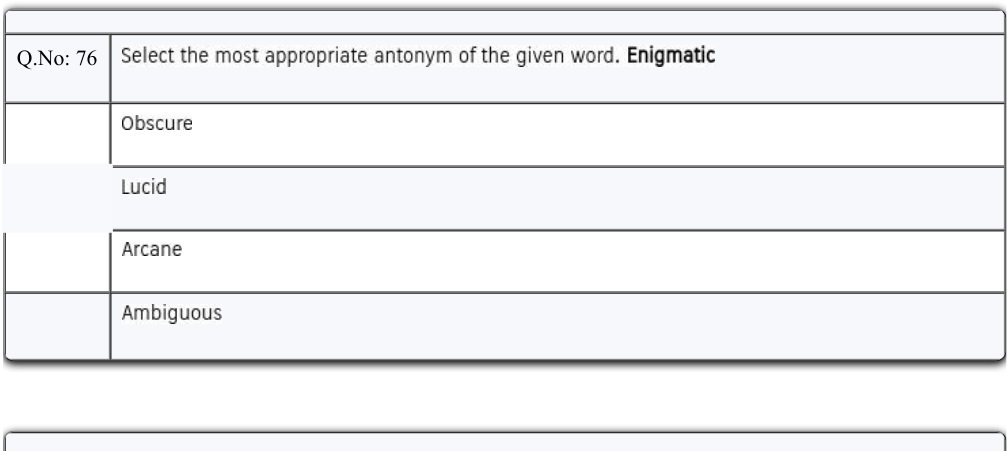 Q.No: 76 Select the most appropriate antonym of the given word. Enigmatic
Obscure
Lucid
Arcane
Ambiguous